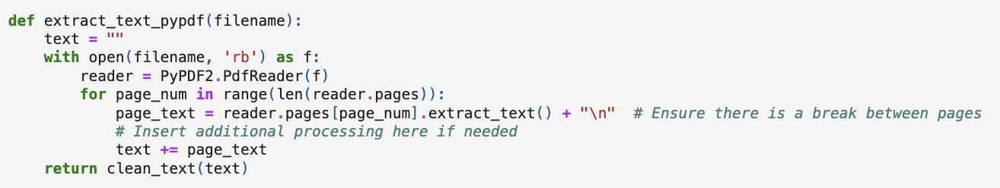 def extract_text_pypdf(filename):
    text = ""
    with open(filename, 'rb') as f:
        reader = PyPDF2.PdfReader(f)
        for page_num in range(len(reader.pages)):
            page_text = reader.pages[page_num].extract_text() + "\n"  # Ensure there is a break between pages
            # Insert additional processing here if needed
            text += page_text
    return clean_text(text)